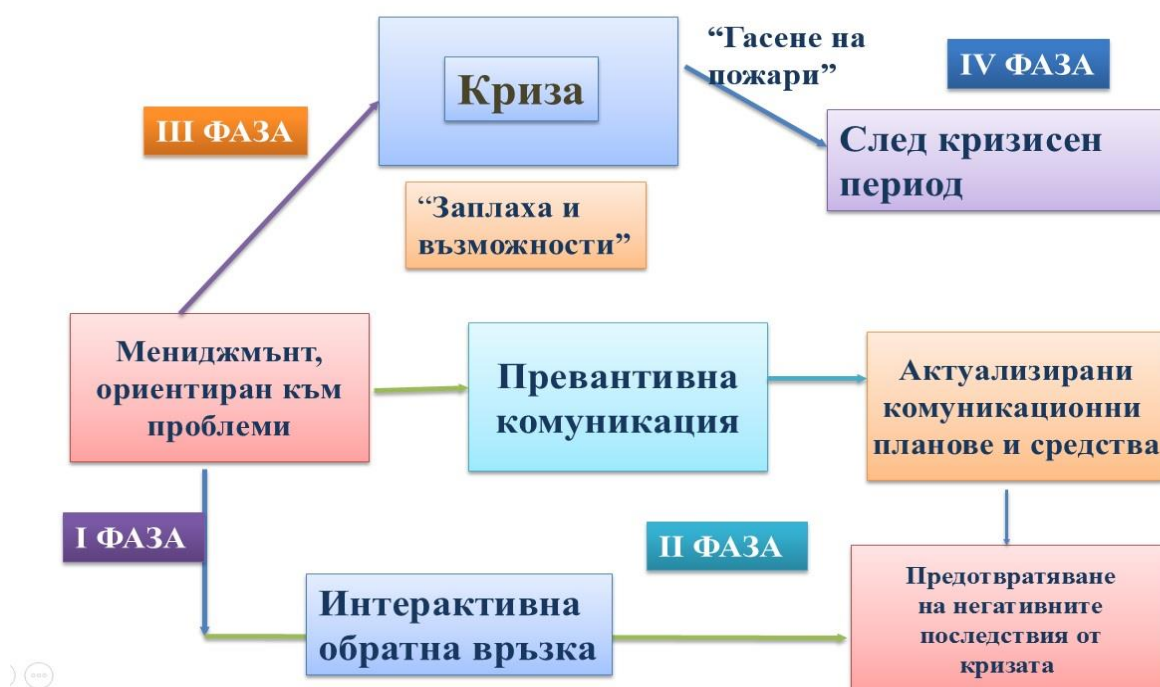 “Гасене на
пожари”
IV ФАЗА
Криза
III ФАЗА
След кризисен
период
“Заплаха и
възможности”
Мениджмънт,
ориентиран към
проблеми
Превантивна
комуникация
Актуализирани
комуникационни
планове и средства
I ФАЗА
II ФАЗА
Интерактивна
обратна връзка
Предотвратяване
на негативните
последствия от
кризата